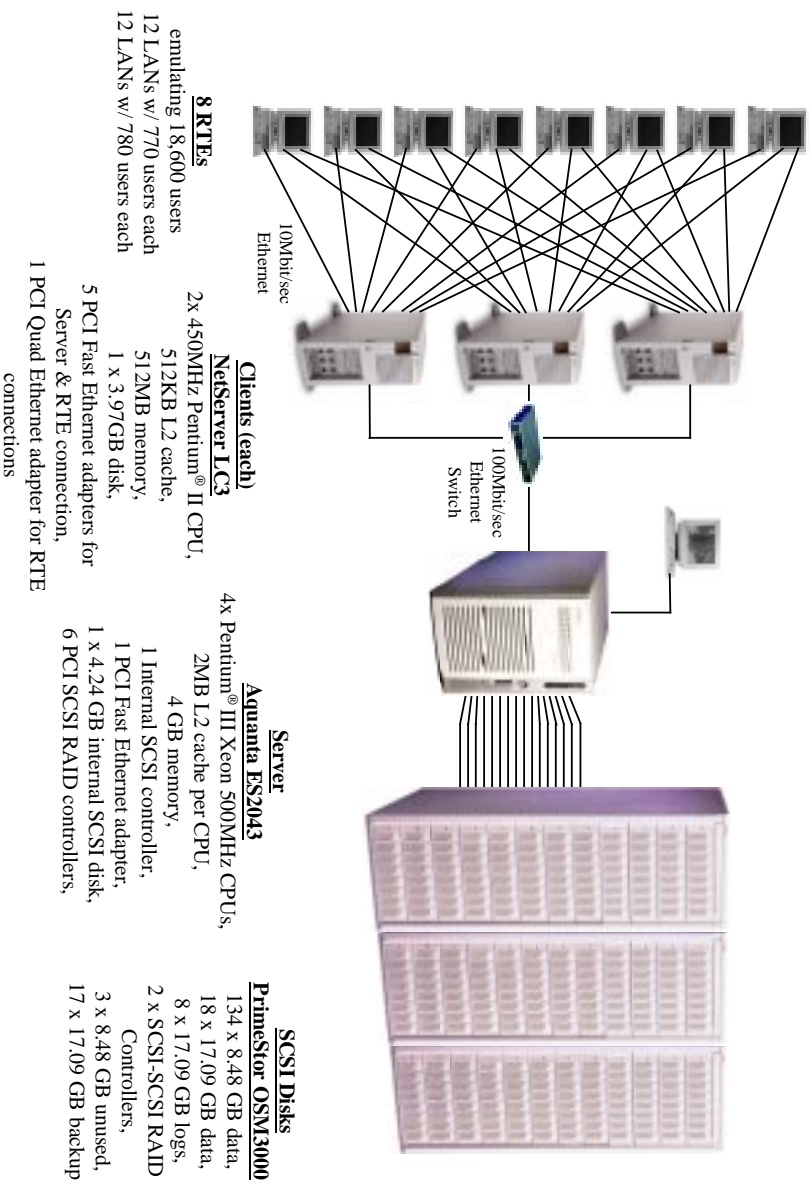 8 RTEs
emulating 18,600 users
12 LANs w/ 770 users each
12 LANs w/ 780 users each
10Mbit/sec
Ethernet
Clients (each)
NetServer LC3
2x 450MHz Pentium® II CPU,
512KB L2 cache,
512MB memory,
1 x 3.97GB disk,
5 PCI Fast Ethernet adapters for
Server & RTE connection,
1 PCI Quad Ethernet adapter for RTE
connections
100Mbit/sec
Ethernet
Switch
Server
Aquanta ES2043
4x Pentium® III Xeon 500MHz CPUs,
2MB L2 cache per CPU,
4 GB memory,
1 Internal SCSI controller,
1 PCI Fast Ethernet adapter,
1 x 4.24 GB internal SCSI disk,
6 PCI SCSI RAID controllers,
SCSI Disks
PrimeStor OSM3000
134 x 8.48 GB data,
18 x 17.09 GB data,
8 x 17.09 GB logs,
2 x SCSI-SCSI RAID
Controllers,
3 x 8.48 GB unused,
17 x 17.09 GB backup